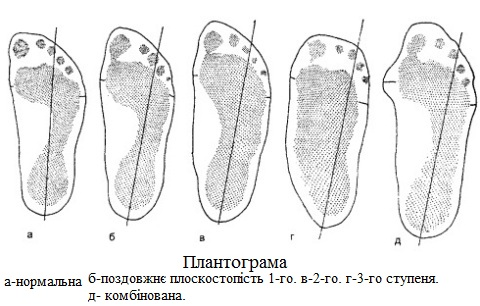 а б в г д
Плантограма
а-нормальна б-поздовжнє плоскостопість 1-го. в-2-го. г-3-го ступеня.
д- комбінована.